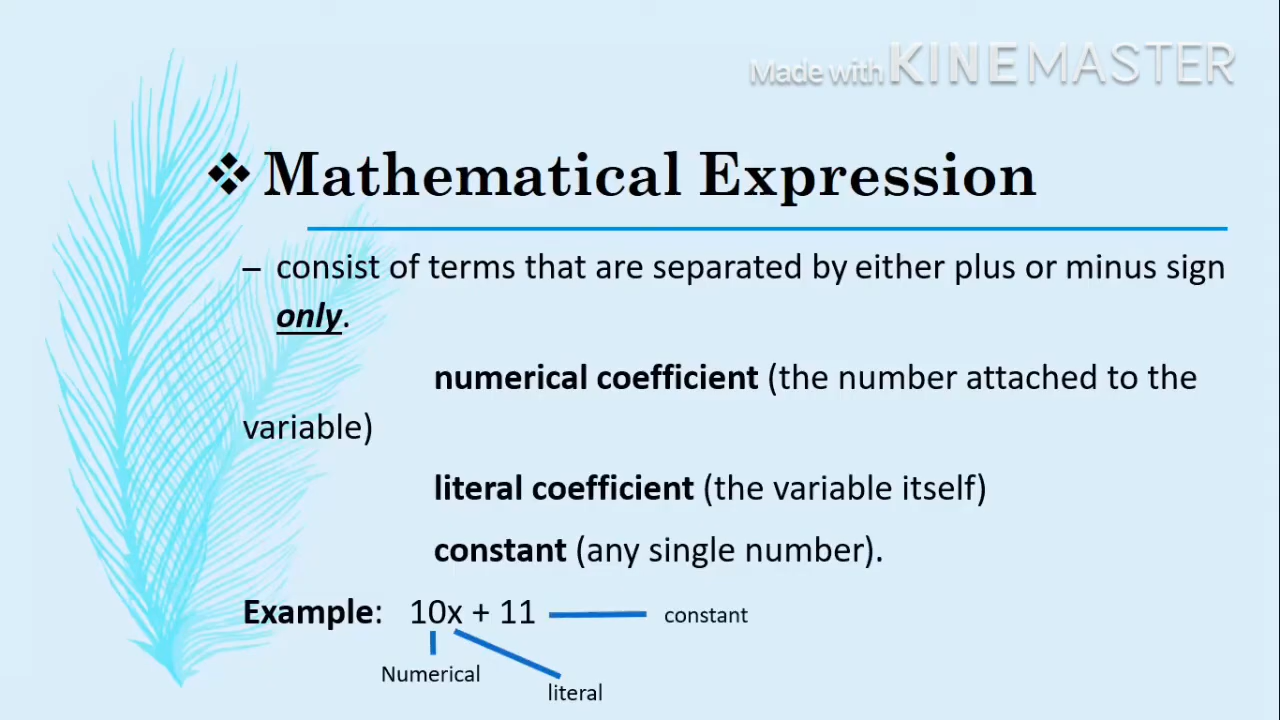 Made with KINEMASTER
❖ Mathematical Expression
– consist of terms that are separated by either plus or minus sign
only.
numerical coefficient (the number attached to the
variable)
literal coefficient (the variable itself)
constant (any single number).
Example: 10x + 11 constant
Numerical
literal